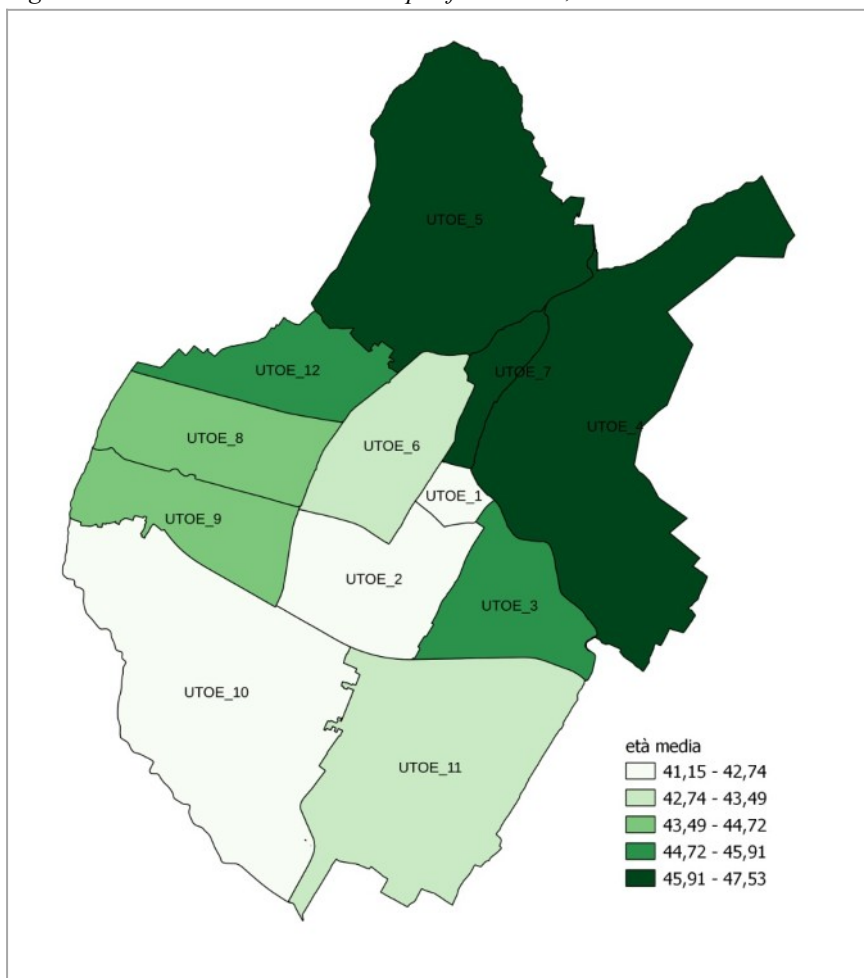 UTOE_5
UTOE_7
UTOE_12
UTOE_4
UTOE_8
UTOE_6
UTOE_1
UTOE_9
UTOE_2
UTOE_3
UTOE_10
UTOE_11
età media
41,15 - 42,74
42,74 - 43,49
43,49 - 44,72
44,72 - 45,91
45,91 - 47,53